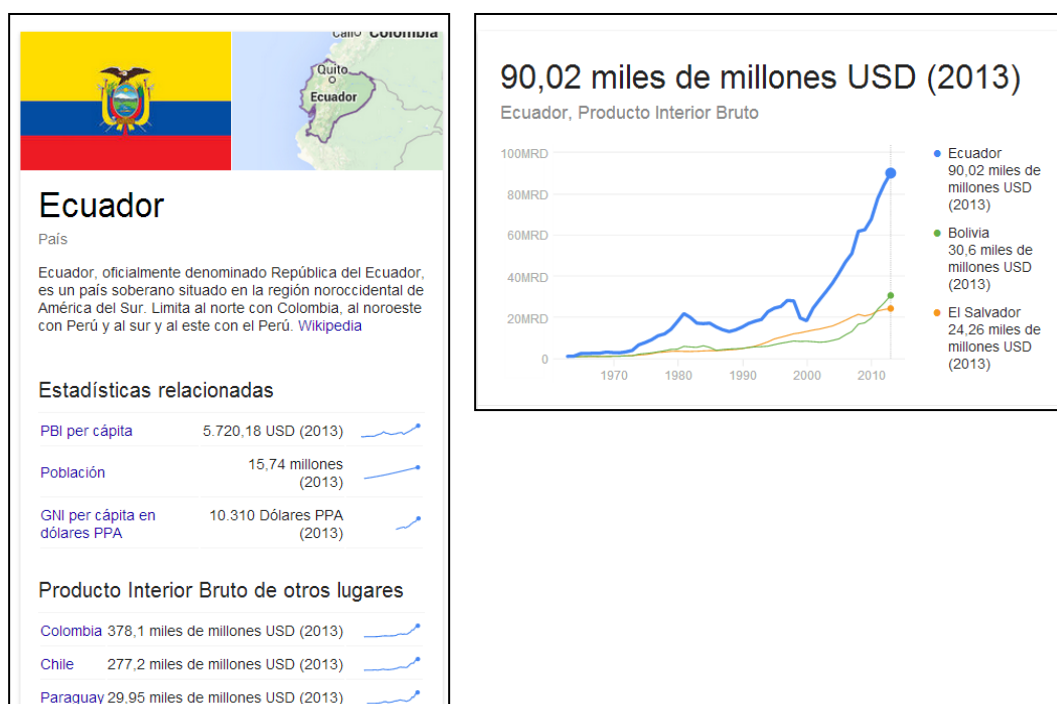 Cali Colombia
Quito
Ecuador
Ecuador
País
Ecuador, oficialmente denominado República del Ecuador,
es un país soberano situado en la región noroccidental de
América del Sur. Limita al norte con Colombia, al noroeste
con Perú y al sur y al este con el Perú. Wikipedia
Estadísticas relacionadas
PBI per cápita 5.720,18 USD (2013)
Población 15,74 millones
(2013)
GNI per cápita en 10.310 Dólares PPA
dólares PPA (2013)
Producto Interior Bruto de otros lugares
Colombia 378,1 miles de millones USD (2013)
Chile 277,2 miles de millones USD (2013)
Paraguay 29,95 miles de millones USD (2013)
90,02 miles de millones USD (2013)
Ecuador, Producto Interior Bruto
100MRD
80MRD
60MRD
40MRD
20MRD
0
1970 1980 1990 2000 2010
Ecuador
90,02 miles de
millones USD
(2013)
Bolivia
30,6 miles de
millones USD
(2013)
El Salvador
24,26 miles de
millones USD
(2013)